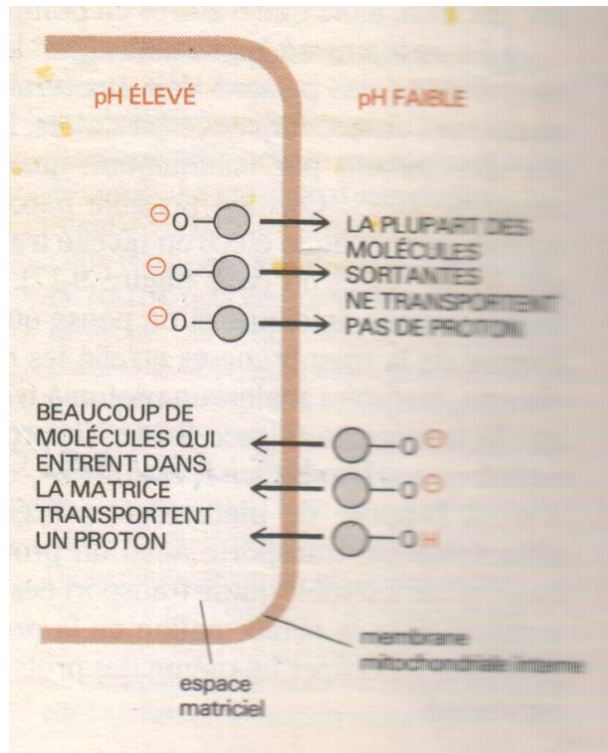 pH ÉLEVÉ
pH FAIBLE
⊖O
LA PLUPART DES
⊖O
MOLÉCULES
SORTANTES
NE TRANSPORTENT
⊖O
PAS DE PROTON
BEAUCOUP DE
MOLÉCULES QUI
ENTRENT DANS
LA MATRICE
TRANSPORTENT
UN PROTON
O⊖
O⊖
OH
membrane
mitochondriale interne
espace
matriciel